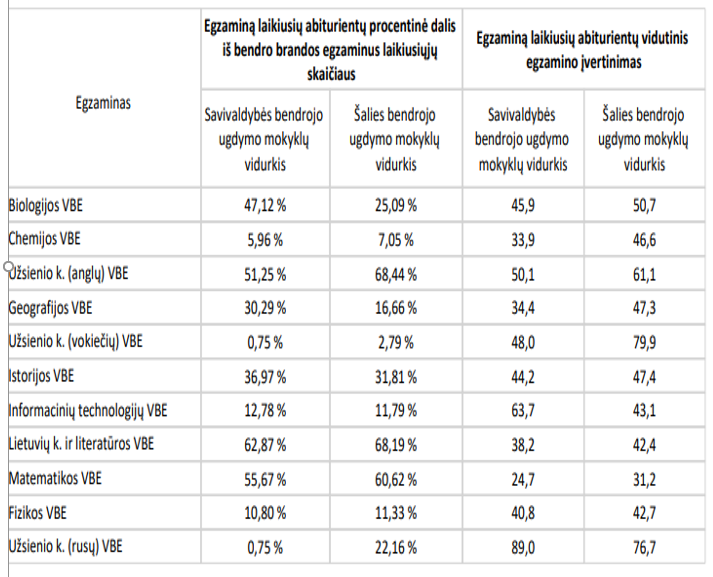 Egzaminas
Egzaminą laikiusių abiturientų procentinė dalis
iš bendro brandos egzaminus laikiusiųjų
skaičiaus
Egzaminą laikiusių abiturientų vidutinis
egzamino įvertinimas
Savivaldybės bendrojo
ugdymo mokyklų
vidurkis
Šalies bendrojo
ugdymo mokyklų
vidurkis
Savivaldybės
bendrojo ugdymo
mokyklų vidurkis
Šalies bendrojo
ugdymo mokyklų
vidurkis
Biologijos VBE 47,12 % 25,09 % 45,9 50,7
Chemijos VBE 5,96 % 7,05 % 33,9 46,6
Užsienio k. (anglų) VBE 51,25 % 68,44 % 50,1 61,1
Geografijos VBE 30,29 % 16,66 % 34,4 47,3
Užsienio k. (vokiečių) VBE 0,75 % 2,79 % 48,0 79,9
Istorijos VBE 36,97 % 31,81 % 44,2 47,4
Informacinių technologijų VBE 12,78 % 11,79 % 63,7 43,1
Lietuvių k. ir literatūros VBE 62,87 % 68,19 % 38,2 42,4
Matematikos VBE 55,67 % 60,62 % 24,7 31,2
Fizikos VBE 10,80 % 11,33 % 40,8 42,7
Užsienio k. (rusų) VBE 0,75 % 22,16 % 89,0 76,7